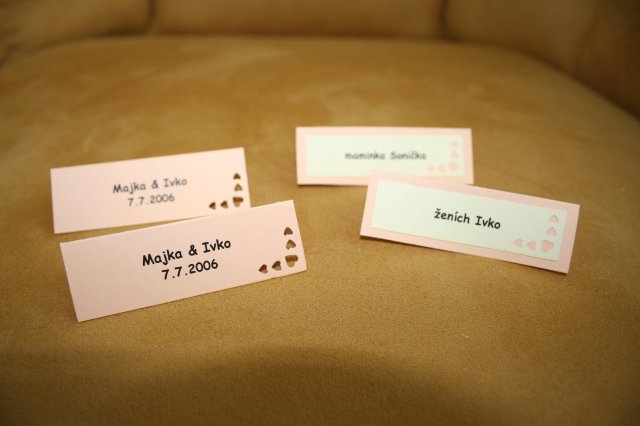 Majka & Ivko
7.7.2006
maminka Sanička
Majka & Ivko
7.7.2006
ženích Ivko